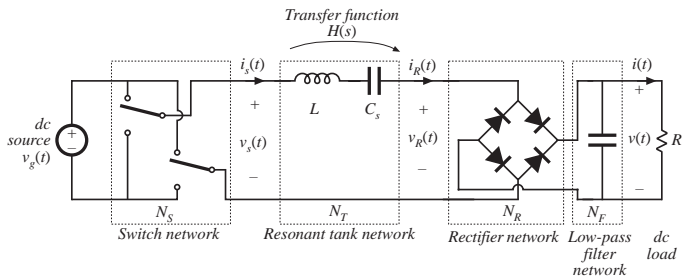 Transfer function
H(s)
i_s(t)
i_R(t)
i(t)
+
+
+
L
C_s
dc
source
v_g(t)
+
–
v_s(t)
v_R(t)
v(t)
R
–
–
–
N_S
N_T
N_R
N_F
Switch network
Resonant tank network
Rectifier network
Low-pass
filter
network
dc
load